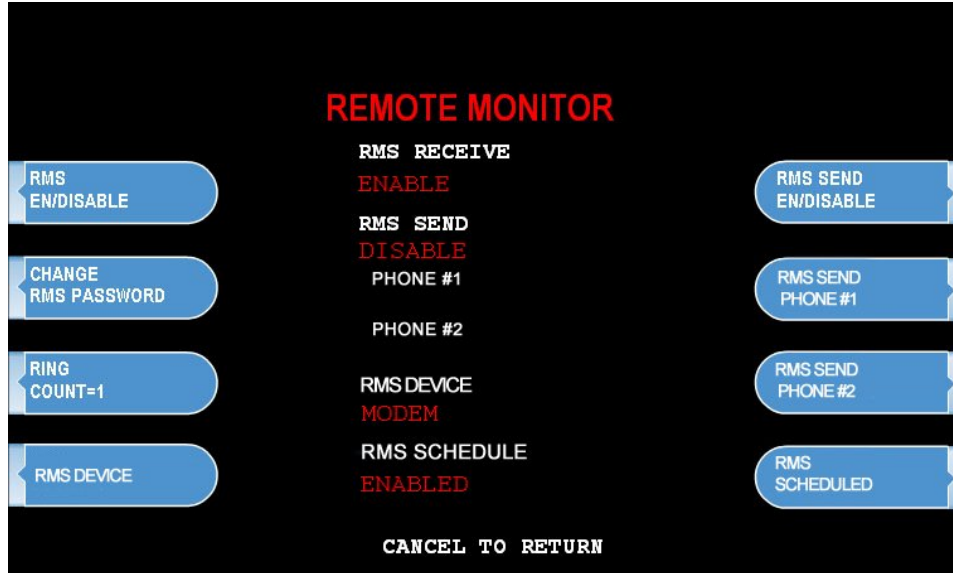 REMOTE MONITOR
RMS RECEIVE
ENABLE
RMS SEND
DISABLE
PHONE #1
PHONE #2
RMS DEVICE
MODEM
RMS SCHEDULE
ENABLED
RMS
EN/DISABLE
CHANGE
RMS PASSWORD
RING
COUNT=1
RMS DEVICE
RMS SEND
EN/DISABLE
RMS SEND
PHONE #1
RMS SEND
PHONE #2
RMS
SCHEDULED
CANCEL TO RETURN